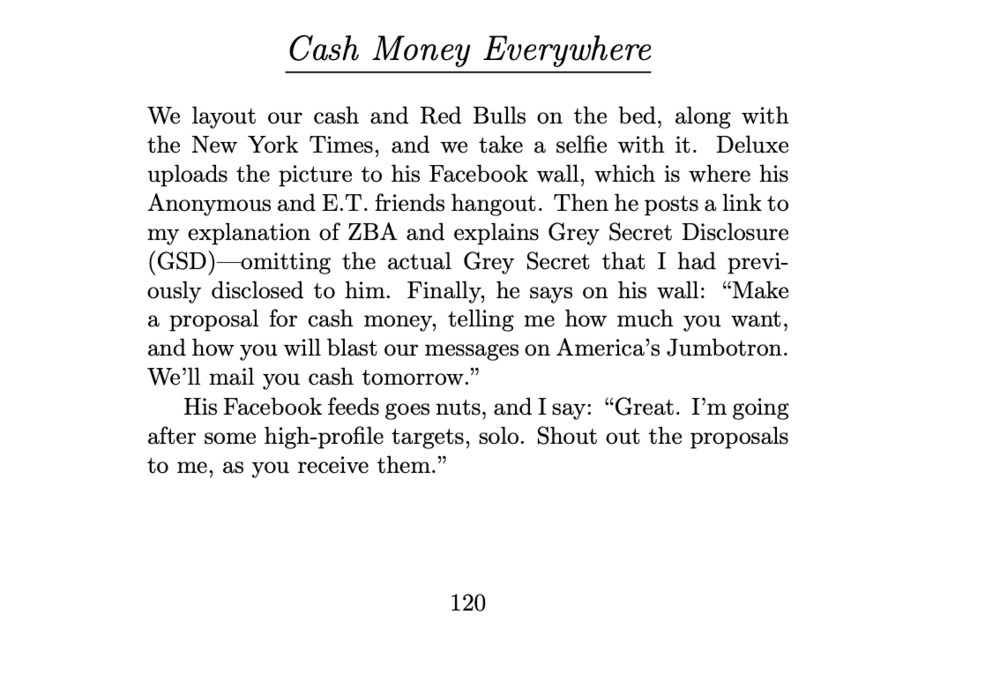 Cash Money Everywhere
We layout our cash and Red Bulls on the bed, along with
the New York Times, and we take a selfie with it. Deluxe
uploads the picture to his Facebook wall, which is where his
Anonymous and E.T. friends hangout. Then he posts a link to
my explanation of ZBA and explains Grey Secret Disclosure
(GSD)—omitting the actual Grey Secret that I had previ-
ously disclosed to him. Finally, he says on his wall: “Make
a proposal for cash money, telling me how much you want,
and how you will blast our messages on America’s Jumbotron.
We’ll mail you cash tomorrow.”
His Facebook feeds goes nuts, and I say: “Great. I’m going
after some high-profile targets, solo. Shout out the proposals
to me, as you receive them.”
120